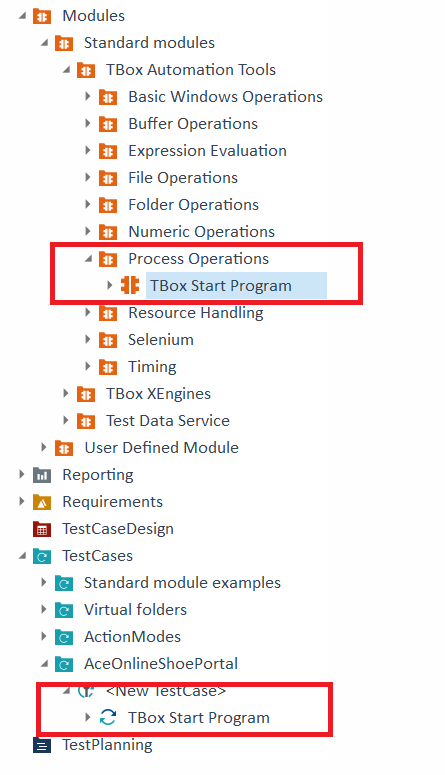 Modules
Standard modules
TBox Automation Tools
Basic Windows Operations
Buffer Operations
Expression Evaluation
File Operations
Folder Operations
Numeric Operations
Process Operations
TBox Start Program
Resource Handling
Selenium
Timing
TBox XEngines
Test Data Service
User Defined Module
Reporting
Requirements
TestCaseDesign
TestCases
Standard module examples
Virtual folders
ActionModes
AceOnlineShoePortal
<New TestCase>
TBox Start Program
TestPlanning